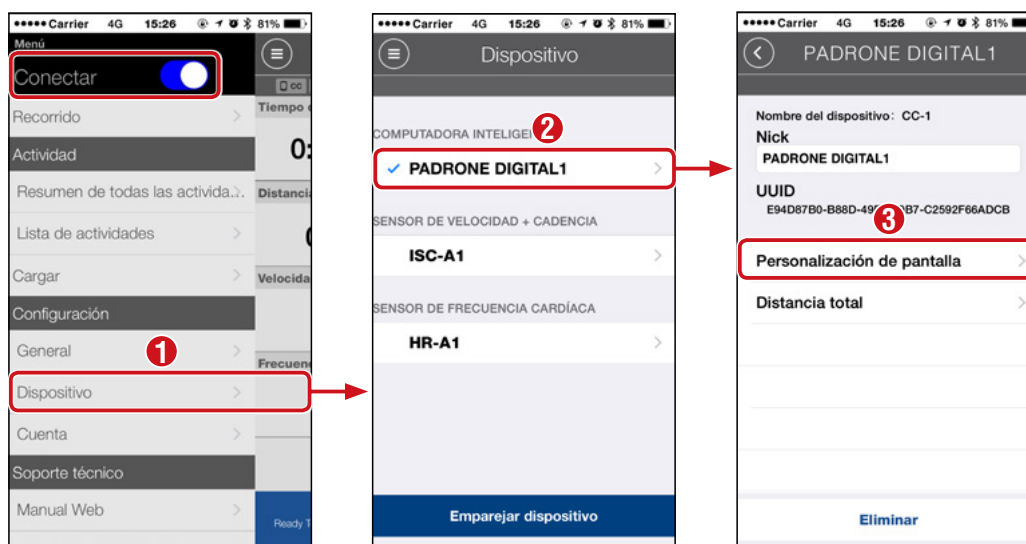 Carrier 4G 15:26 81%
Menú
Conectar
Recorrido
Actividad
Resumen de todas las activida...
Lista de actividades
Cargar
Configuración
General
1
Dispositivo
Cuenta
Soporte técnico
Manual Web
CC
Tiempo
0:
Distancia
Velocida
Frecuen
Ready T
Carrier 4G 15:26 81%
Dispositivo
COMPUTADORA INTELIGE
2
PADRONE DIGITAL1
SENSOR DE VELOCIDAD + CADENCIA
ISC-A1
SENSOR DE FRECUENCIA CARDÍACA
HR-A1
Emparejar dispositivo
Carrier 4G 15:26 81%
PADRONE DIGITAL1
Nombre del dispositivo: CC-1
Nick
PADRONE DIGITAL1
UUID
E94D87B0-B88D-49 B7-C2592F66ADCB
3
Personalización de pantalla
Distancia total
Eliminar